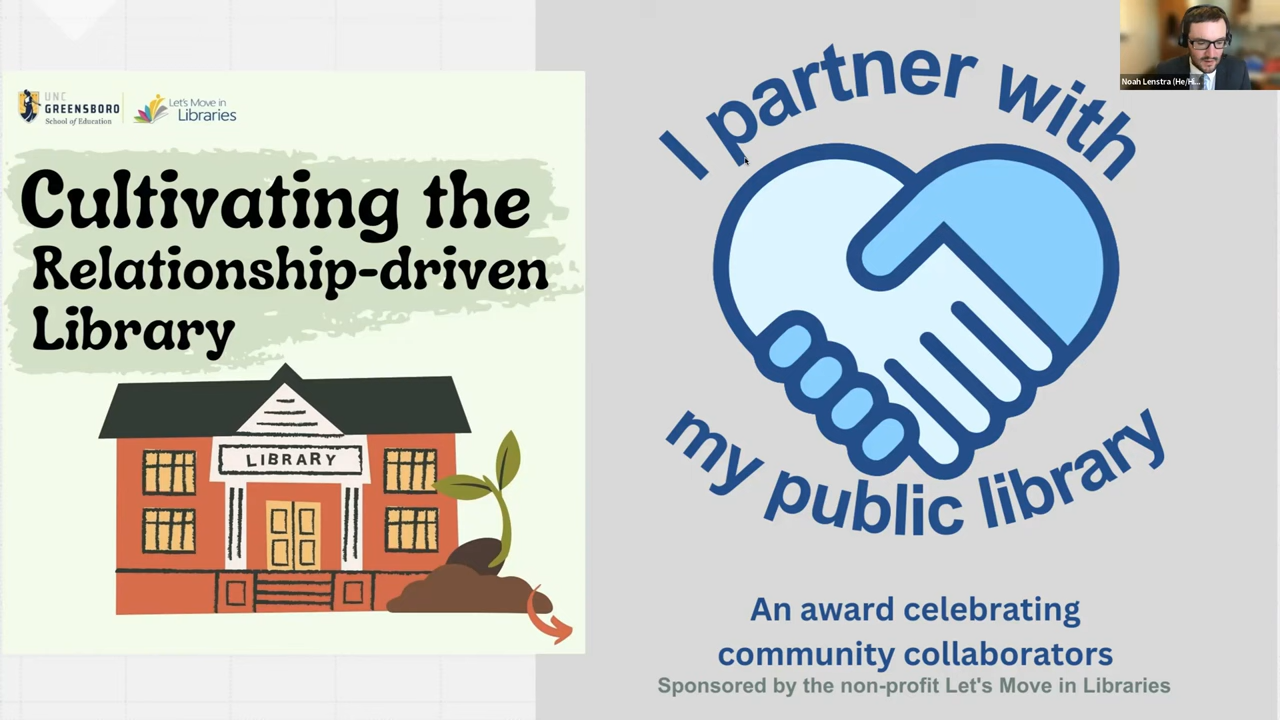 UNC
GREENSBORO
School of Education
Let's Move in
Libraries
Cultivating the
Relationship-driven
Library
LIBRARY
I partner with
my public library
An award celebrating
community collaborators
Sponsored by the non-profit Let's Move in Libraries
Noah Lenstra (He/Hi...